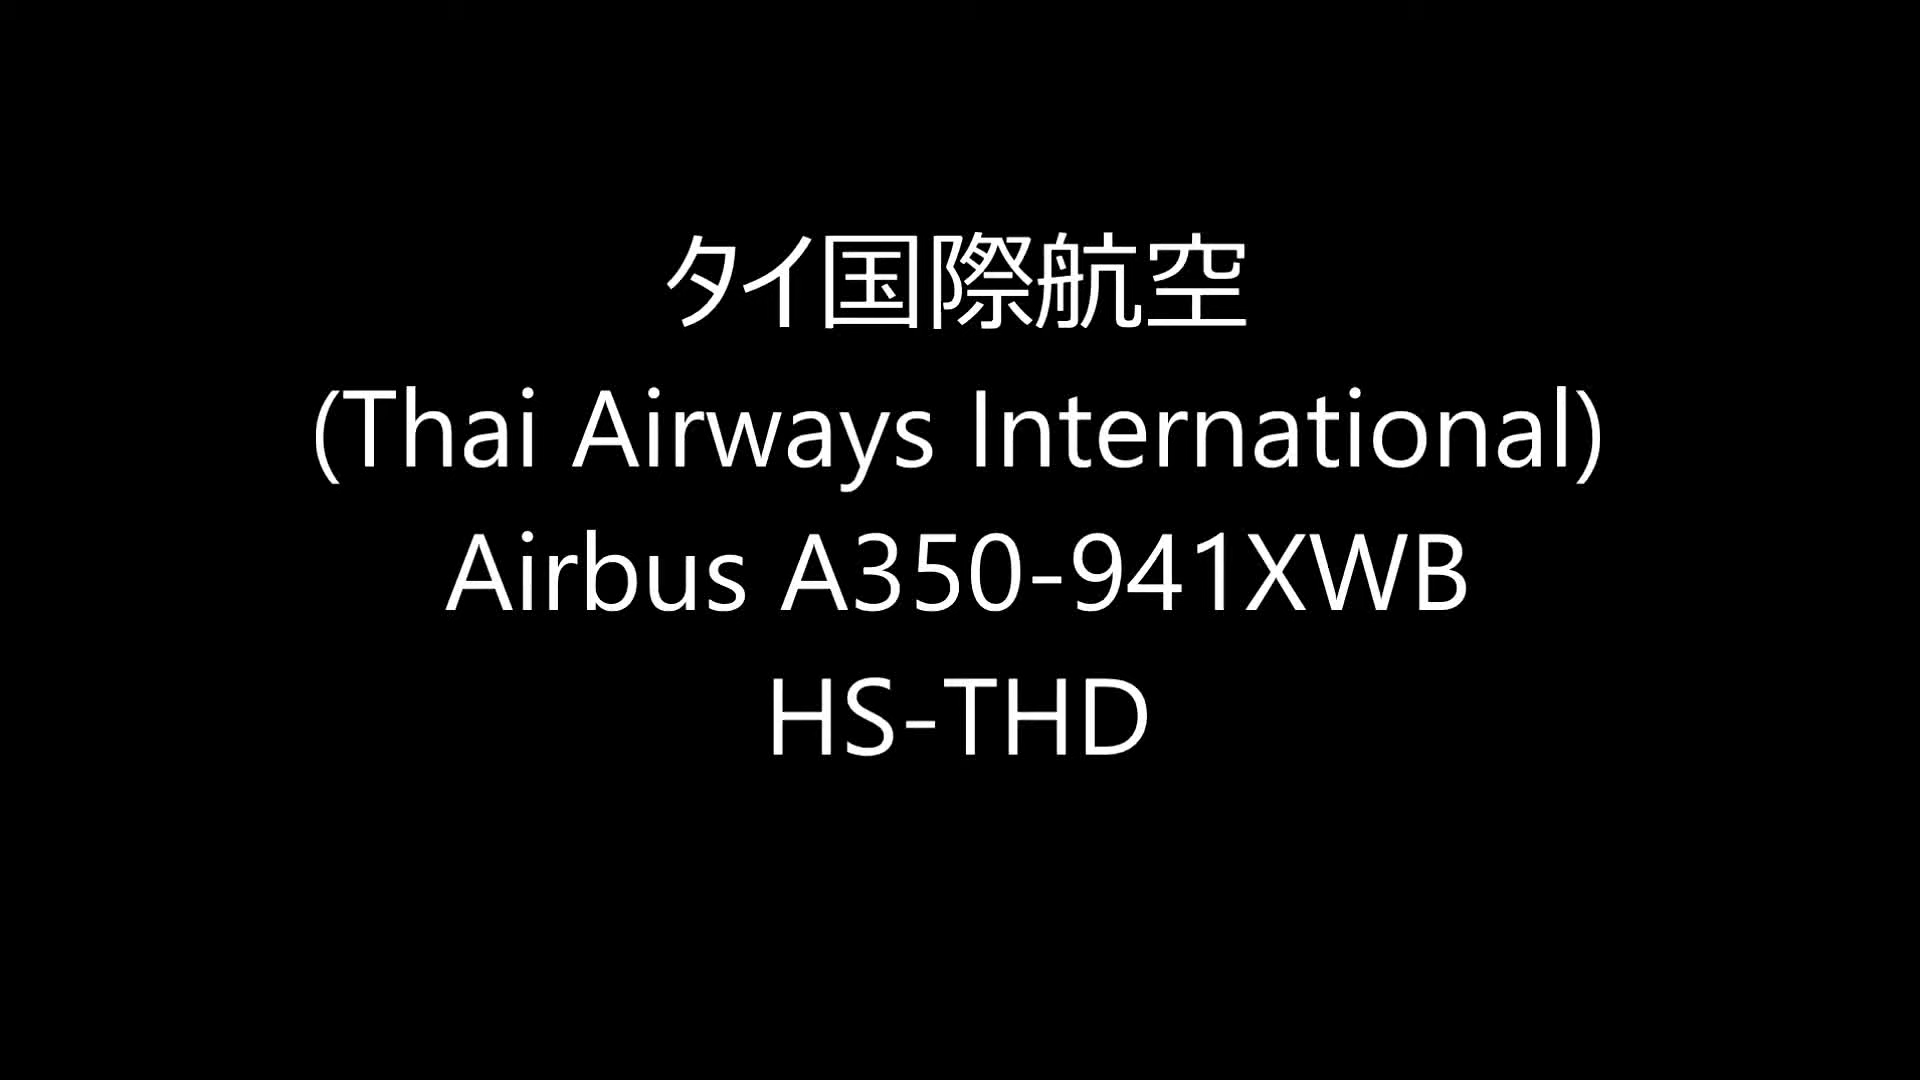 タイ国際航空
(Thai Airways International)
Airbus A350-941XWB
HS-THD